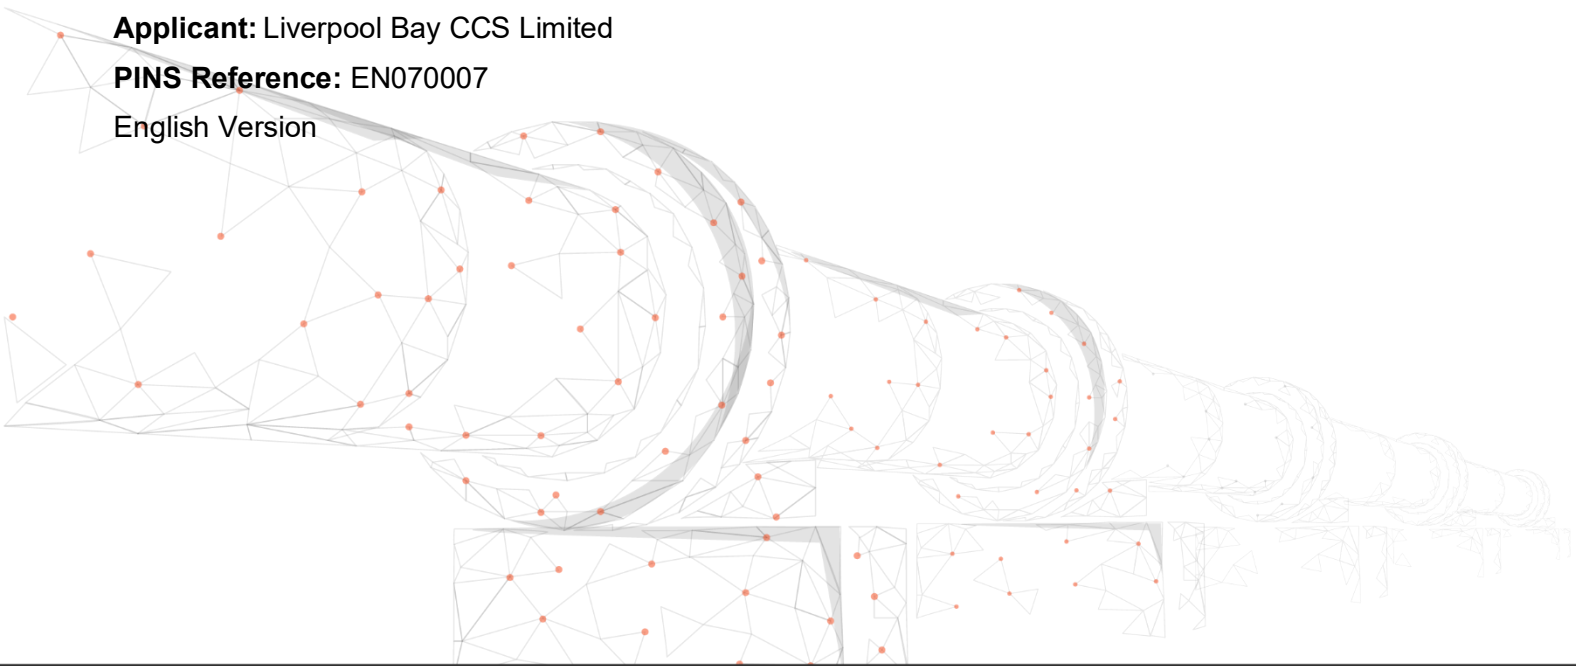 Applicant: Liverpool Bay CCS Limited
PINS Reference: EN070007
English Version